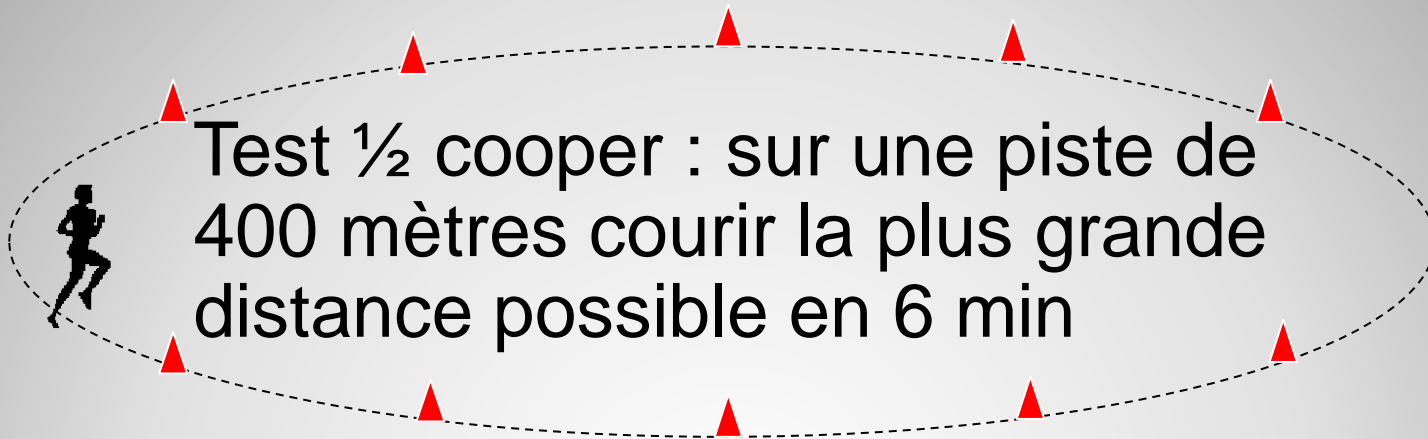 Test ½ cooper : sur une piste de
400 mètres courir la plus grande
distance possible en 6 min